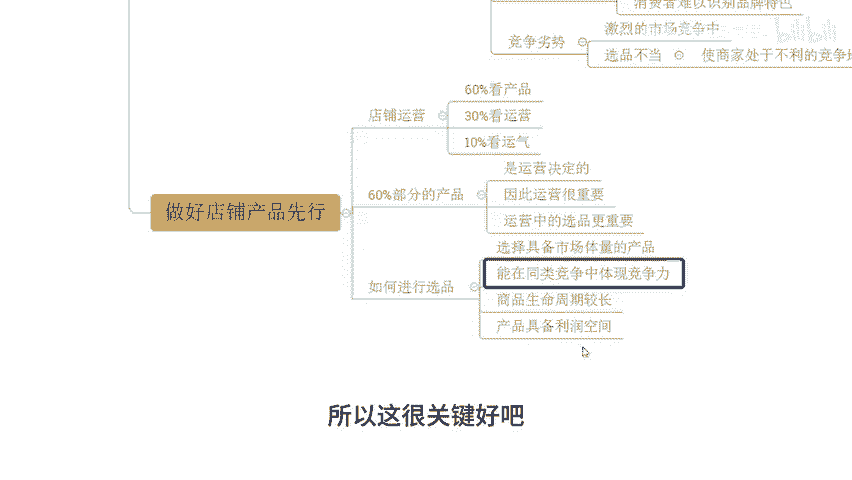 消费者难以识别品牌特色
激烈的市场竞争中
竞争劣势
选品不当
使商家处于不利的竞争
60%看产品
店铺运营
30%看运营
10%看运气
是运营决定的
60%部分的产品
因此运营很重要
运营中的选品更重要
做好店铺产品先行
选择具备市场体量的产品
能在同类竞争中体现竞争力
如何进行选品
商品生命周期较长
产品具备利润空间
所以这很关键好吧
bilibili